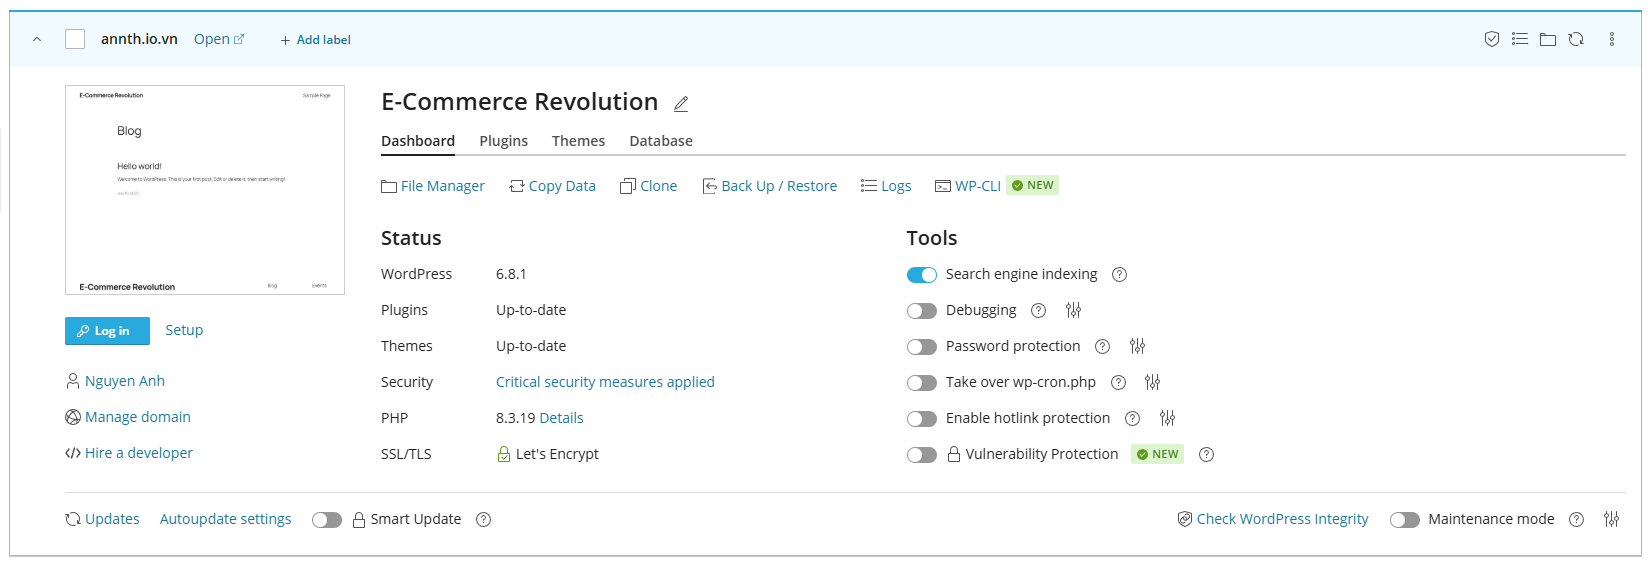 annth.io.vn Open + Add label
E-Commerce Revolution Sample Page
Blog
Hello world!
Welcome to WordPress. This is your first post. Edit or delete it, then start writing!
E-Commerce Revolution Blog Events
Log in Setup
Nguyen Anh
Manage domain
Hire a developer
E-Commerce Revolution
Dashboard Plugins Themes Database
File Manager Copy Data Clone Back Up / Restore Logs WP-CLI NEW
Status
WordPress 6.8.1
Plugins Up-to-date
Themes Up-to-date
Security Critical security measures applied
PHP 8.3.19 Details
SSL/TLS Let's Encrypt
Tools
Search engine indexing ?
Debugging ?
Password protection ?
Take over wp-cron.php ?
Enable hotlink protection ?
Vulnerability Protection NEW ?
Updates Autoupdate settings Smart Update ? Check WordPress Integrity Maintenance mode ?